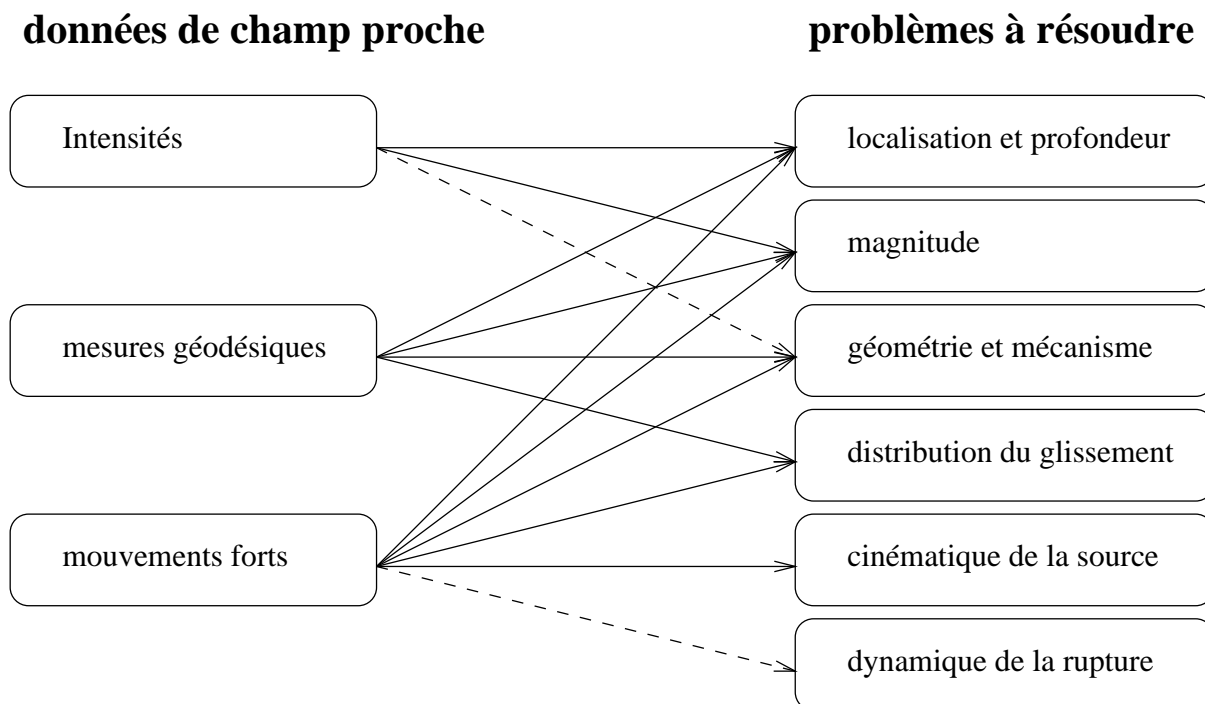 données de champ proche
problèmes à résoudre
Intensités
localisation et profondeur
magnitude
mesures géodésiques
géométrie et mécanisme
distribution du glissement
mouvements forts
cinématique de la source
dynamique de la rupture